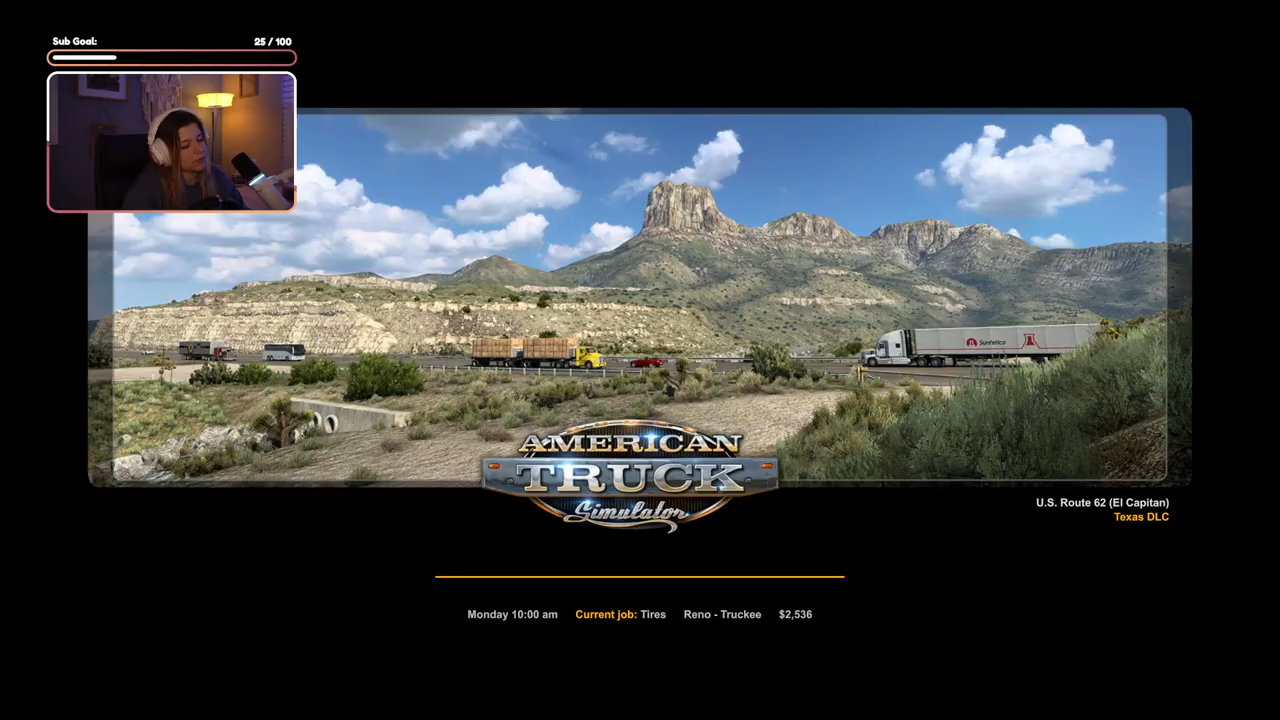 Sub Goal: 25 / 100
Suntetico
AMERICAN
TRUCK
Simulator
U.S. Route 62 (El Capitan)
Texas DLC
Monday 10:00 am Current job: Tires Reno - Truckee $2,536